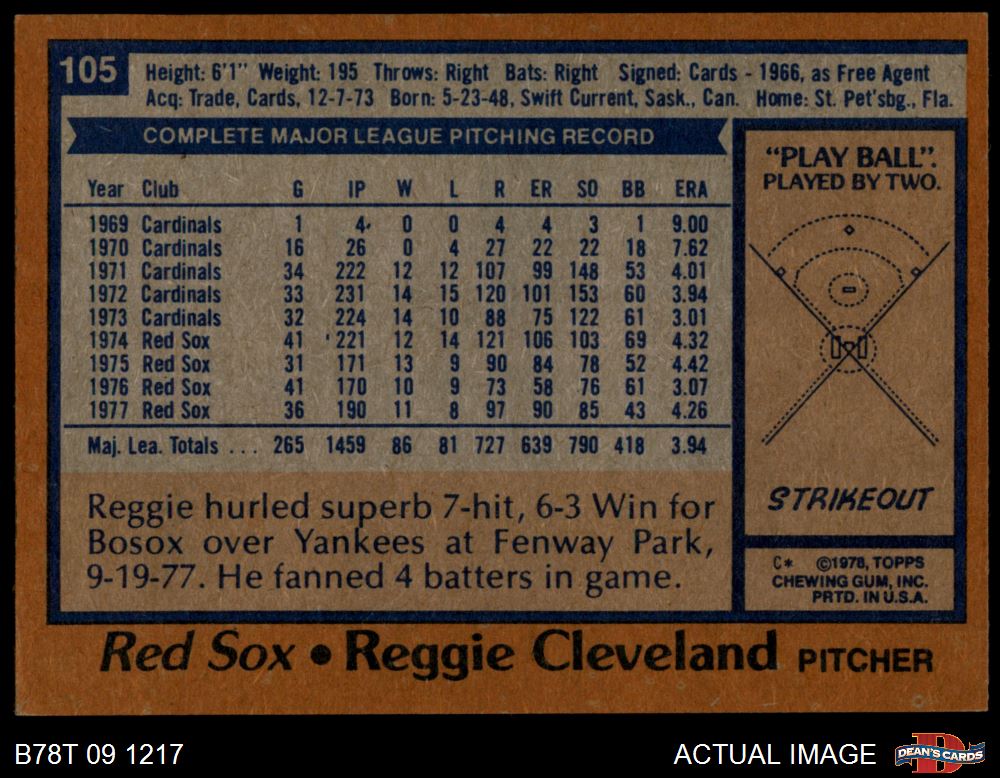 105
Height: 6'1" Weight: 195 Throws: Right Bats: Right Signed: Cards - 1966, as Free Agent
Acq: Trade, Cards, 12-7-73 Born: 5-23-48, Swift Current, Sask., Can. Home: St. Pet'sbg., Fla.
COMPLETE MAJOR LEAGUE PITCHING RECORD
Year Club G IP W L R ER SO BB ERA
1969 Cardinals 1 4 0 0 4 4 3 1 9.00
1970 Cardinals 16 26 0 4 27 22 22 18 7.62
1971 Cardinals 34 222 12 12 107 99 148 53 4.01
1972 Cardinals 33 231 14 15 120 101 153 60 3.94
1973 Cardinals 32 224 14 10 88 75 122 61 3.01
1974 Red Sox 41 221 12 14 121 106 103 69 4.32
1975 Red Sox 31 171 13 9 90 84 78 52 4.42
1976 Red Sox 41 170 10 9 73 58 76 61 3.07
1977 Red Sox 36 190 11 8 97 90 85 43 4.26
Maj. Lea. Totals . . . 265 1459 86 81 727 639 790 418 3.94
Reggie hurled superb 7-hit, 6-3 Win for
Bosox over Yankees at Fenway Park,
9-19-77. He fanned 4 batters in game.
"PLAY BALL".
PLAYED BY TWO.
STRIKEOUT
C* ©1978, TOPPS
CHEWING GUM, INC.
PRTD. IN U.S.A.
Red Sox • Reggie Cleveland PITCHER
B78T 09 1217
ACTUAL IMAGE
DEAN'S CARDS